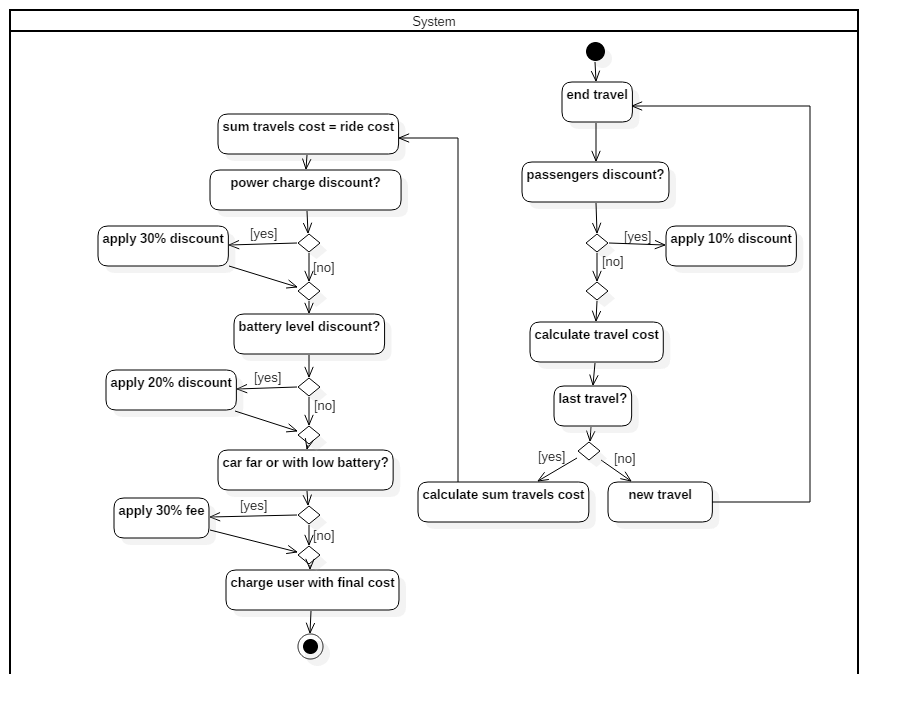 System
end travel
sum travels cost = ride cost
passengers discount?
power charge discount?
[yes]
apply 30% discount
[no]
[yes]
apply 10% discount
[no]
battery level discount?
calculate travel cost
[yes]
apply 20% discount
[no]
last travel?
car far or with low battery?
[yes]
[no]
calculate sum travels cost
new travel
[yes]
apply 30% fee
[no]
charge user with final cost